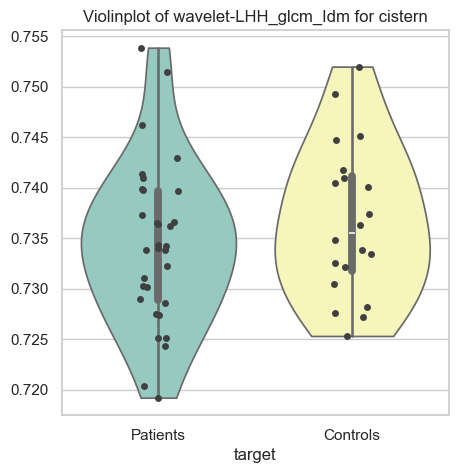 Violinplot of wavelet-LHH_glcm_Idm for cistern
0.755
0.750
0.745
0.740
0.735
0.730
0.725
0.720
Patients Controls
target